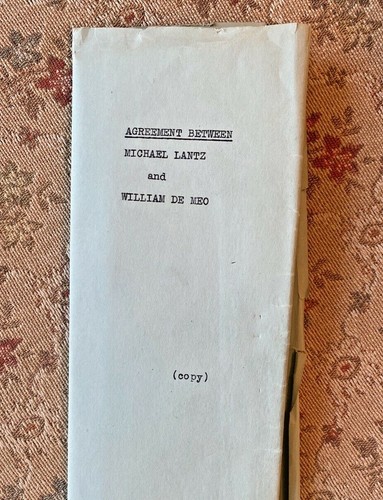 AGREEMENT BETWEEN
MICHAEL LANTZ
and
WILLIAM DE MEO
(copy)